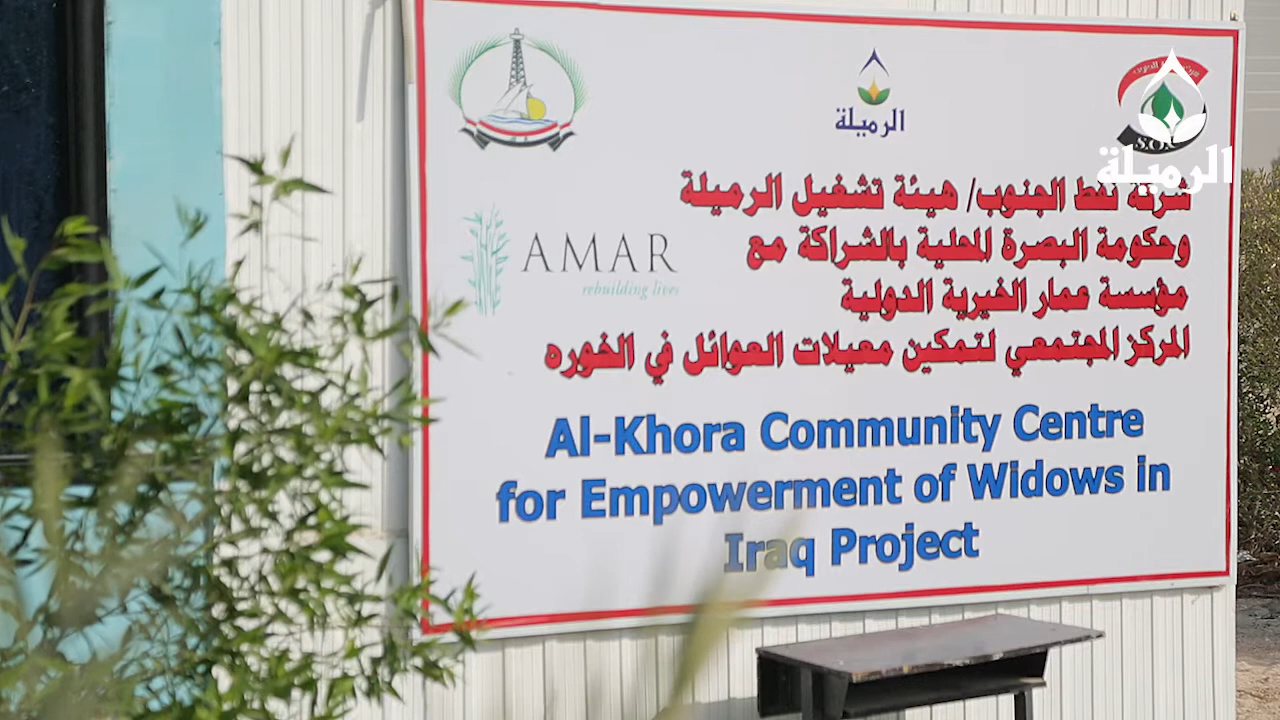 الرميلة
S.O.C
الرميلة
شركة نفط الجنوب/ هيئة تشغيل الرميلة
وحكومة البصرة المحلية بالشراكة مع
AMAR
rebuilding lives
مؤسسة عمار الخيرية الدولية
المركز المجتمعي لتمكين معيلات العوائل في الخوره
Al-Khora Community Centre
for Empowerment of Widows in
Iraq Project